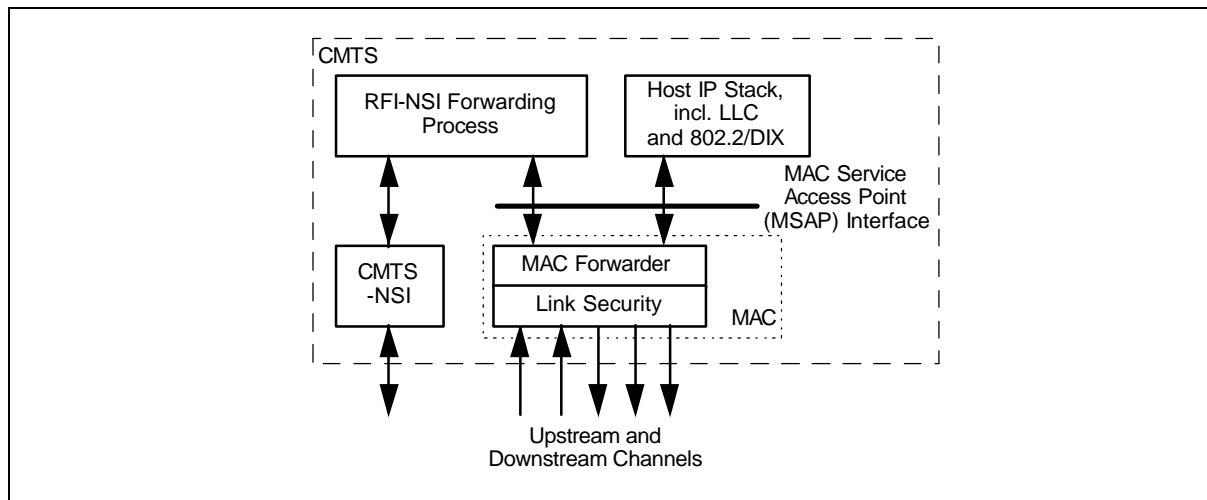 CMTS
RFI-NSI Forwarding
Process
Host IP Stack,
incl. LLC
and 802.2/DIX
MAC Service
Access Point
(MSAP) Interface
CMTS
-NSI
MAC Forwarder
Link Security
MAC
Upstream and
Downstream Channels